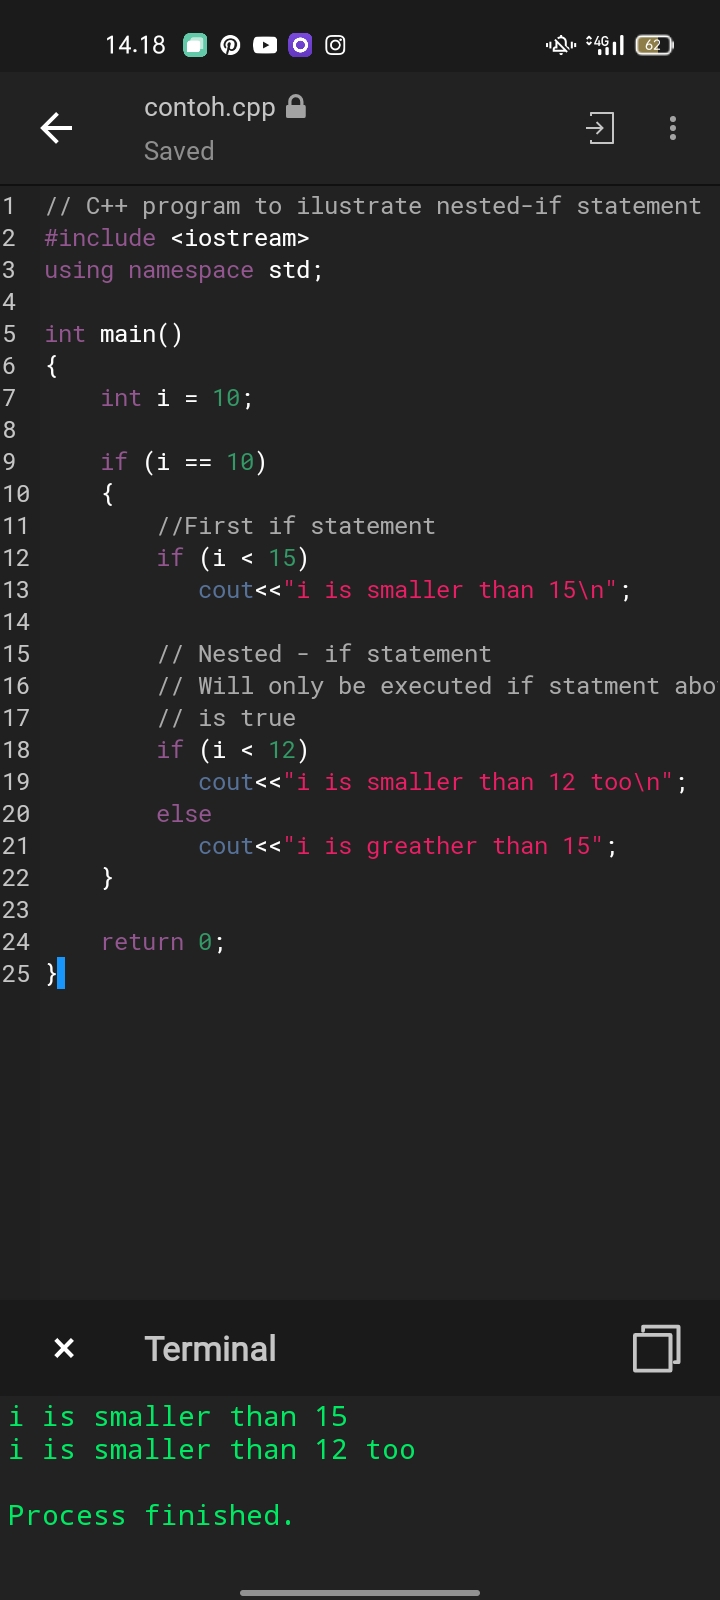 14.18 4G 62
contoh.cpp
Saved
1 // C++ program to ilustrate nested-if statement
2 #include <iostream>
3 using namespace std;
4
5 int main()
6 {
7     int i = 10;
8
9     if (i == 10)
10     {
11         //First if statement
12         if (i < 15)
13            cout<<"i is smaller than 15\n";
14
15         // Nested - if statement
16         // Will only be executed if statment abo
17         // is true
18         if (i < 12)
19            cout<<"i is smaller than 12 too\n";
20         else
21            cout<<"i is greather than 15";
22     }
23
24     return 0;
25 }
Terminal
i is smaller than 15
i is smaller than 12 too
Process finished.